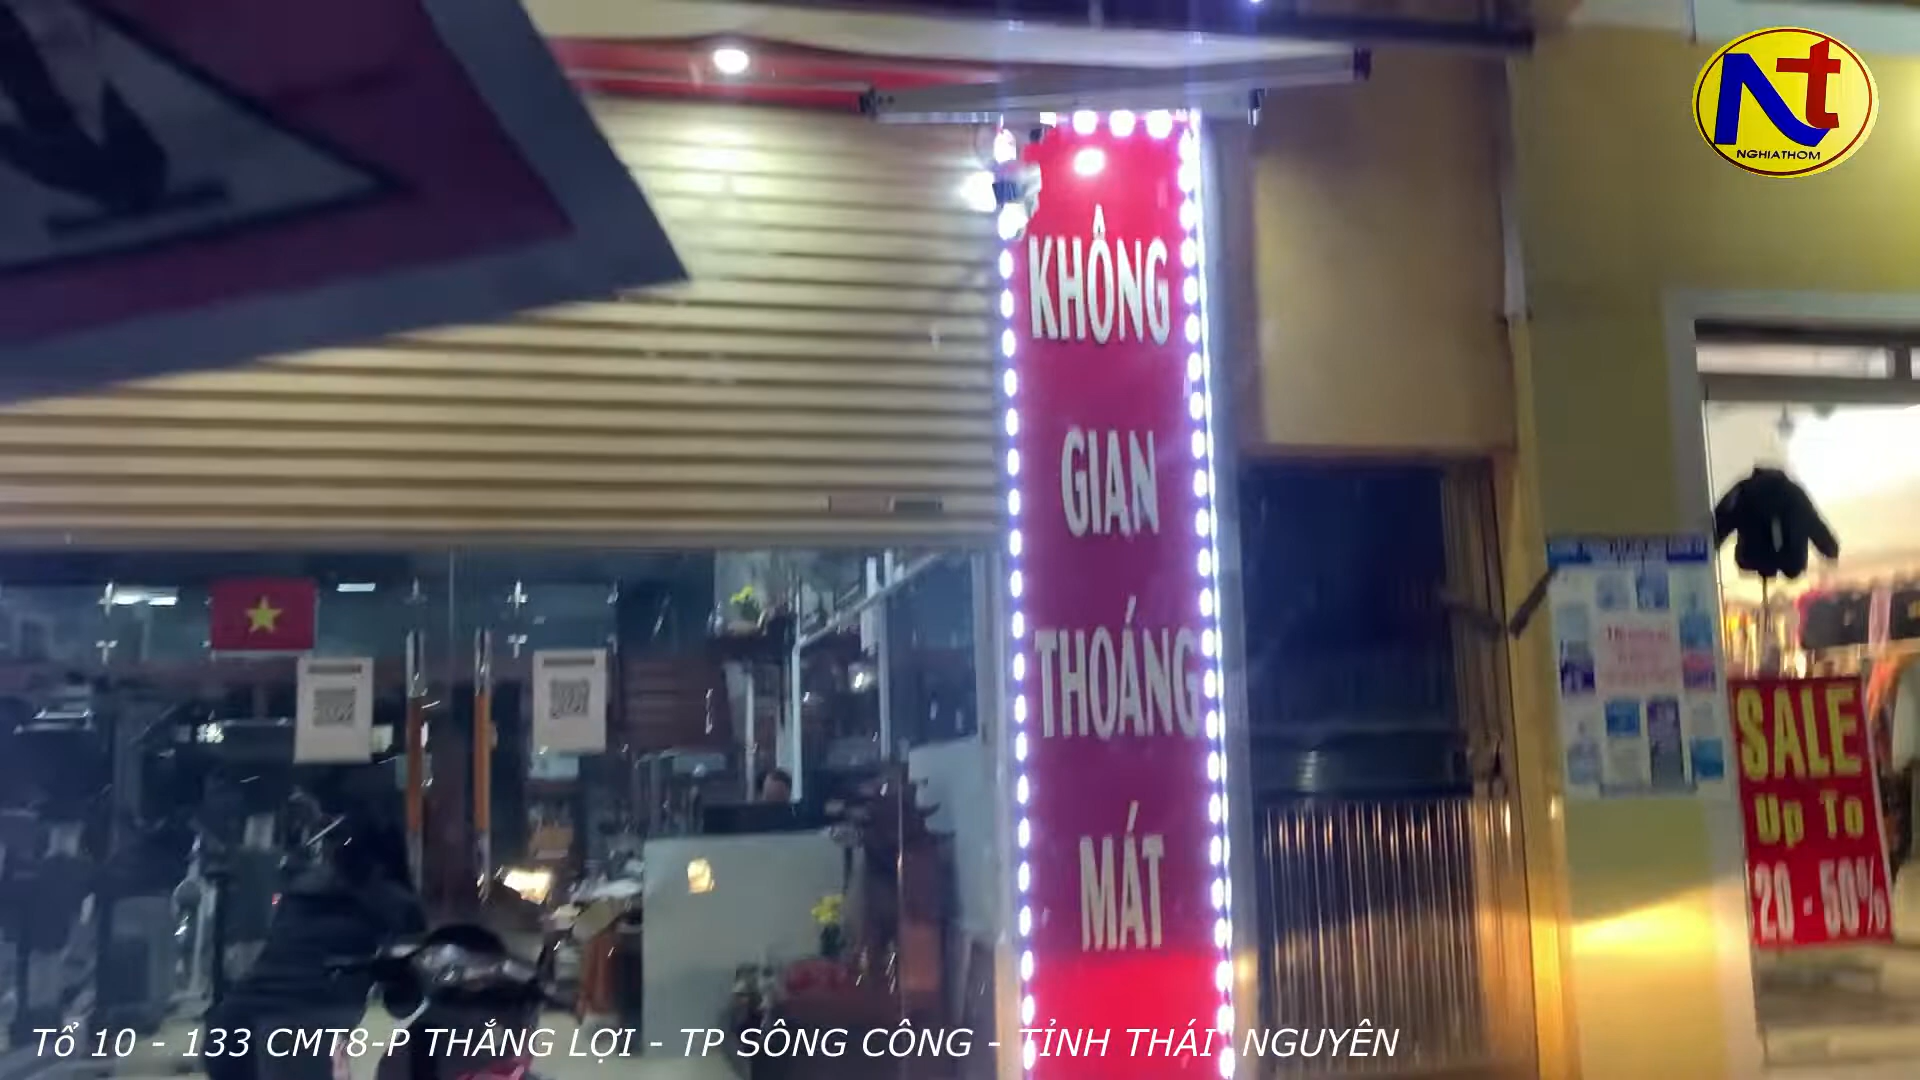 Nt
NGHIATHOM
KHÔNG
GIAN
THOÁNG
MÁT
SALE
Up To
20 - 50%
Tổ 10 - 133 CMT8-P THẮNG LỢI - TP SÔNG CÔNG - TỈNH THÁI NGUYÊN